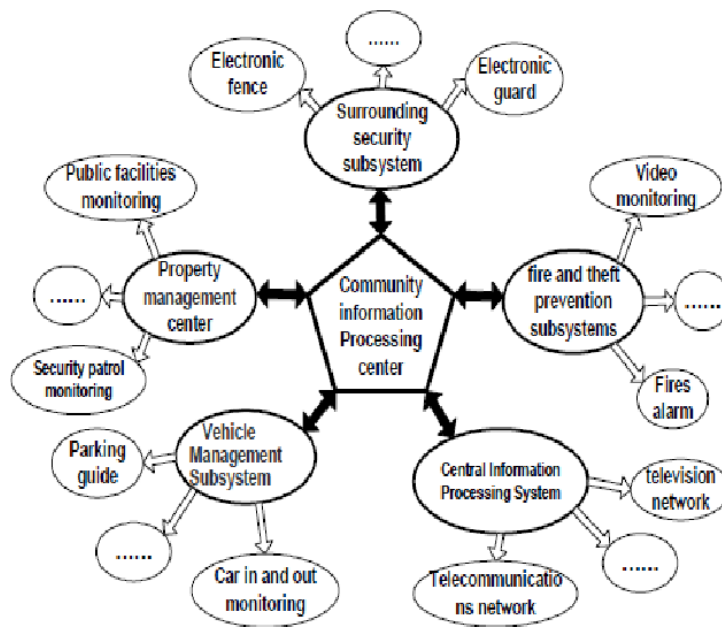 ......
Electronic
fence
Electronic
guard
Surrounding
security
subsystem
Public facilities
monitoring
Video
monitoring
Property
management
center
......
Community
information
Processing
center
fire and theft
prevention
subsystems
......
Security patrol
monitoring
Fires
alarm
Parking
guide
Vehicle
Management
Subsystem
Central Information
Processing System
television
network
......
......
Car in and out
monitoring
Telecommunicatio
ns network